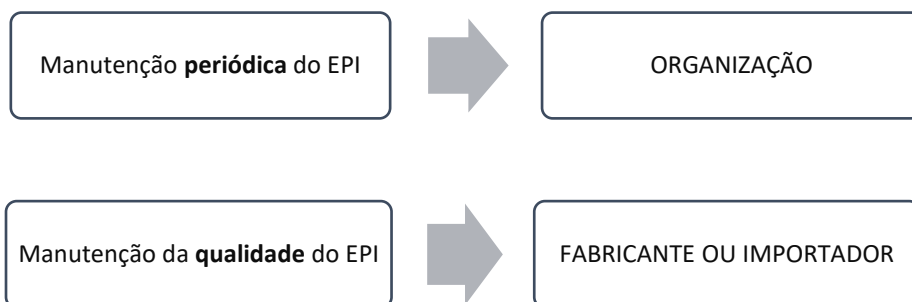 Manutenção periódica do EPI
ORGANIZAÇÃO
Manutenção da qualidade do EPI
FABRICANTE OU IMPORTADOR